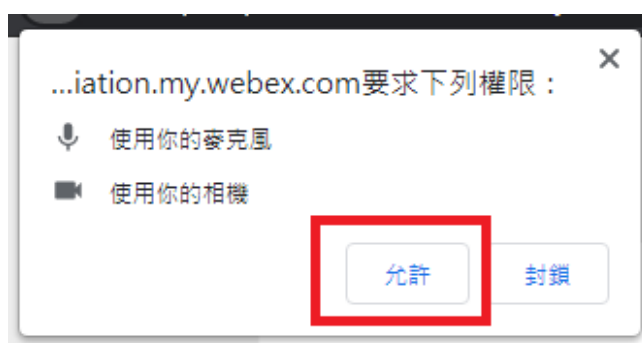 ...iation.my.webex.com要求下列權限：
使用你的麥克風
使用你的相機
允許
封鎖